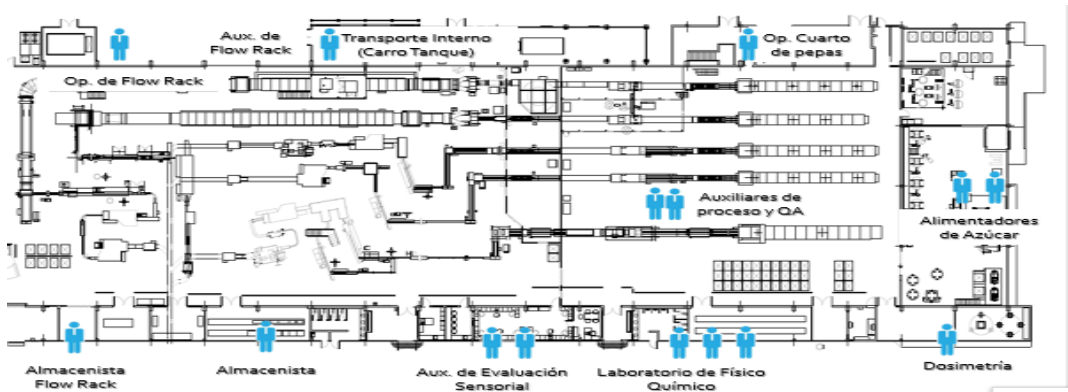 Aux. de
Flow Rack
Transporte Interno
(Carro Tanque)
Op. Cuarto
de pepas
Op. de Flow Rack
Auxiliares de
proceso y QA
Alimentadores
de Azúcar
Almacenista
Flow Rack
Almacenista
Aux. de Evaluación
Sensorial
Laboratorio de Físico
Químico
Dosimetría